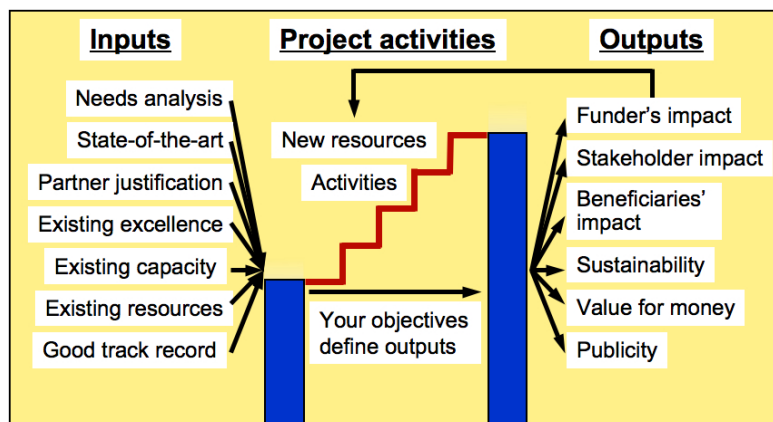 Inputs
Project activities
Outputs
Needs analysis
State-of-the-art
Partner justification
Existing excellence
Existing capacity
Existing resources
Good track record
New resources
Activities
Your objectives
define outputs
Funder's impact
Stakeholder impact
Beneficiaries'
impact
Sustainability
Value for money
Publicity